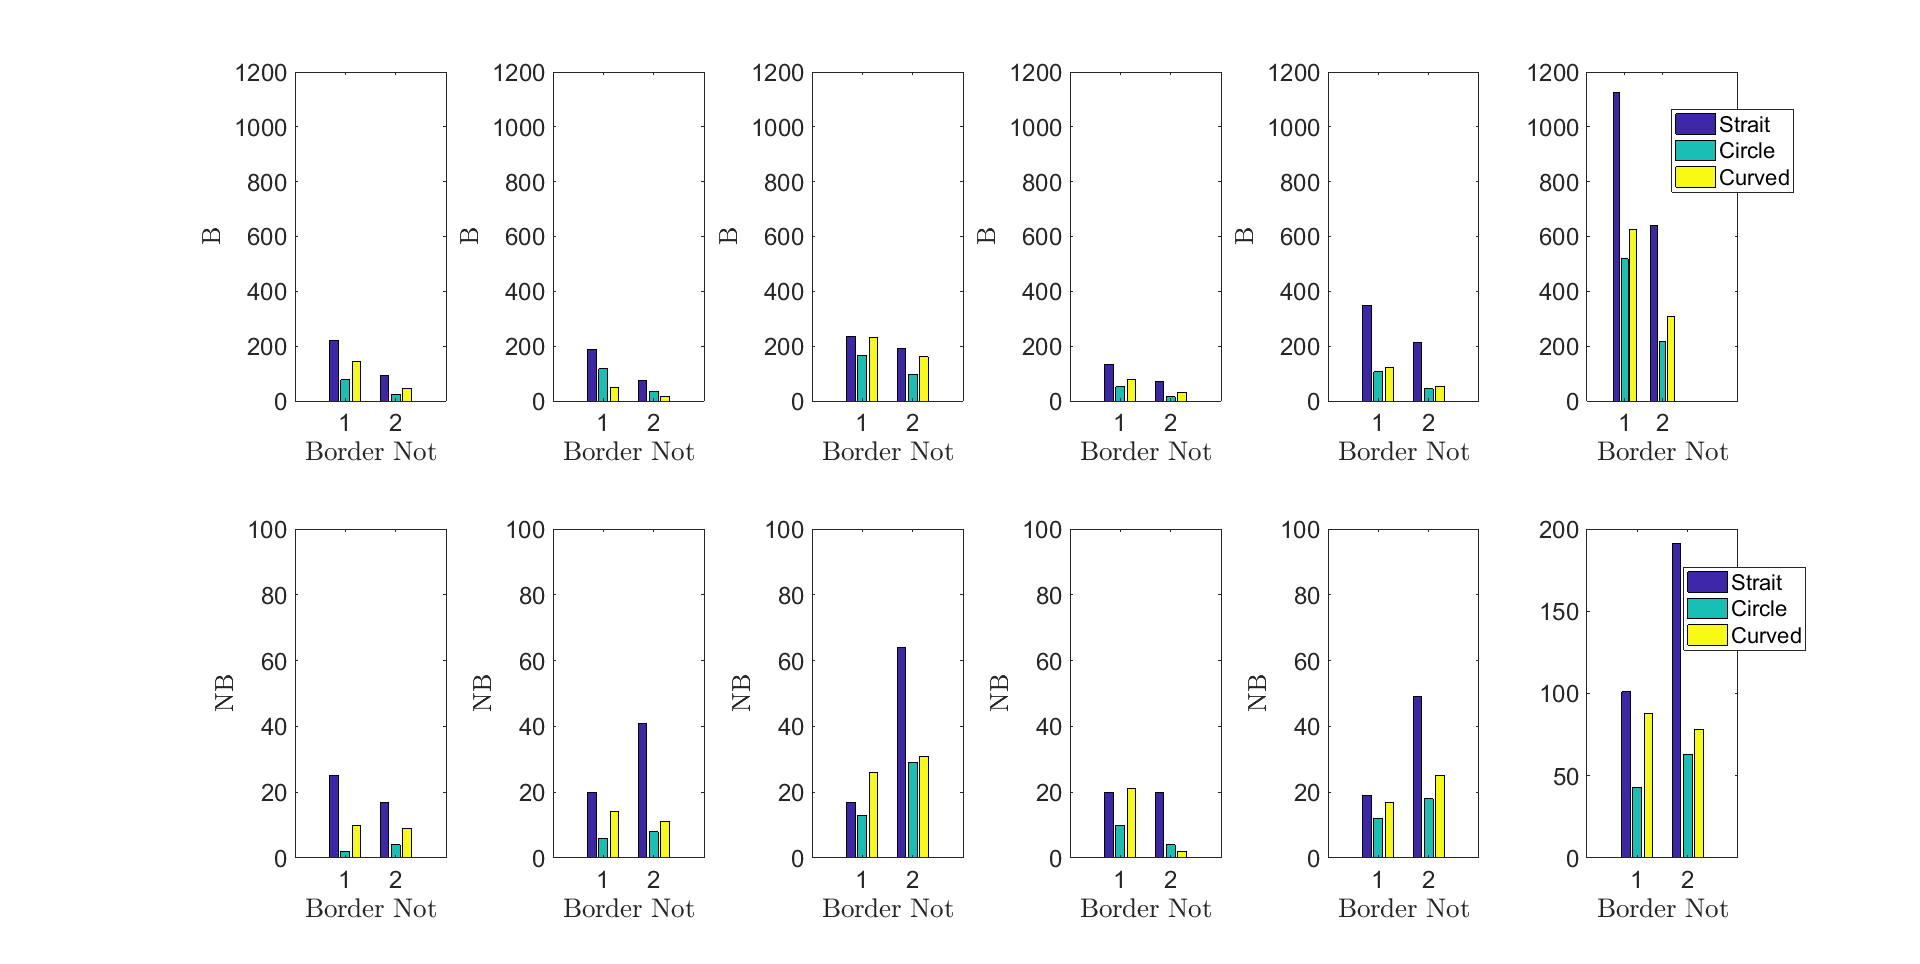 1200 1200 1200 1200 1200 1200
1000 1000 1000 1000 1000 1000
800 800 800 800 800 800
600 600 600 600 600 600
400 400 400 400 400 400
200 200 200 200 200 200
0 0 0 0 0 0
B B B B B
Strait
Circle
Curved
1 2 1 2 1 2 1 2 1 2 1 2
Border Not Border Not Border Not Border Not Border Not Border Not
100 100 100 100 100 200
80 80 80 80 80 150
60 60 60 60 60 100
40 40 40 40 40 50
20 20 20 20 20
0 0 0 0 0 0
NB NB NB NB NB
Strait
Circle
Curved
1 2 1 2 1 2 1 2 1 2 1 2
Border Not Border Not Border Not Border Not Border Not Border Not